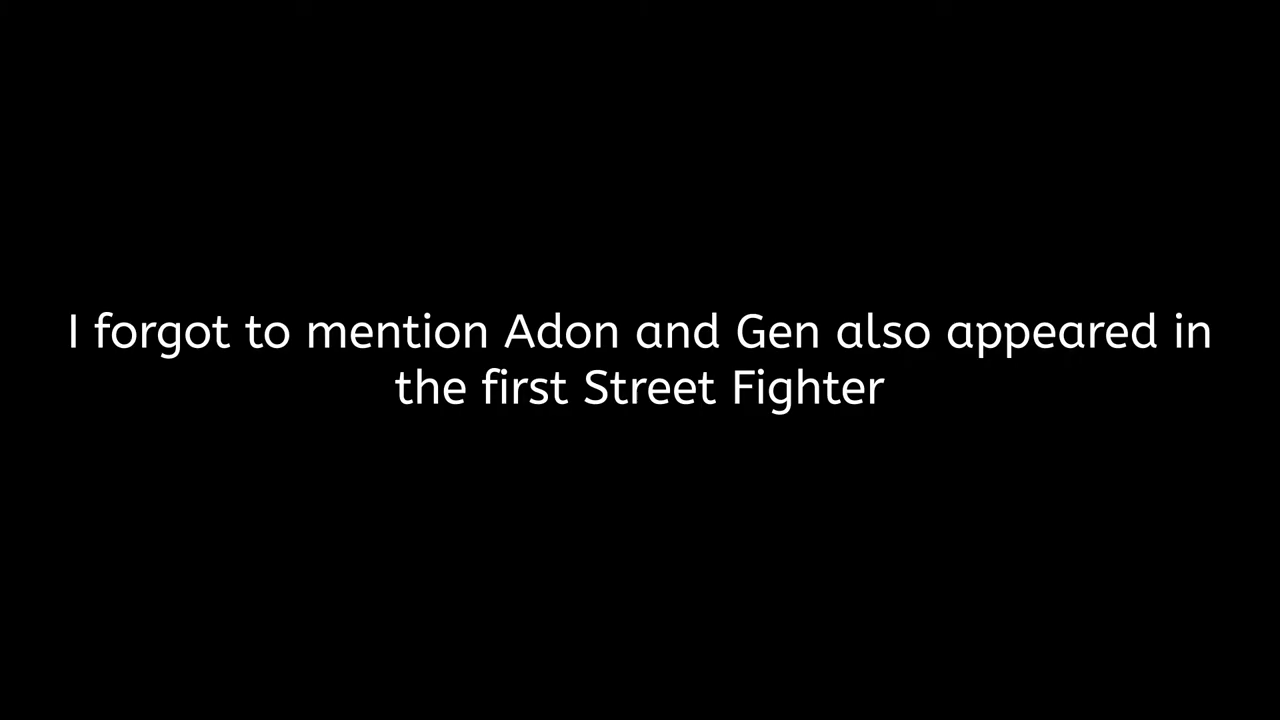 I forgot to mention Adon and Gen also appeared in
the first Street Fighter